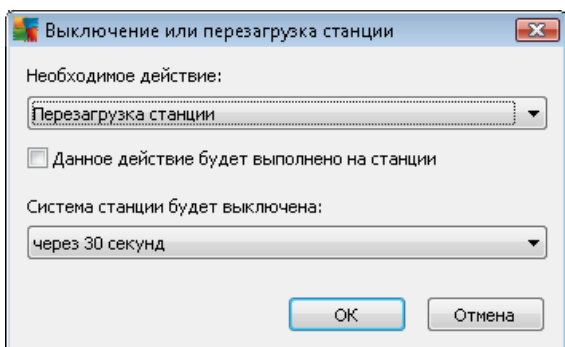 Выключение или перезагрузка станции
Необходимое действие:
Перезагрузка станции
Данное действие будет выполнено на станции
Система станции будет выключена:
через 30 секунд
ОК
Отмена